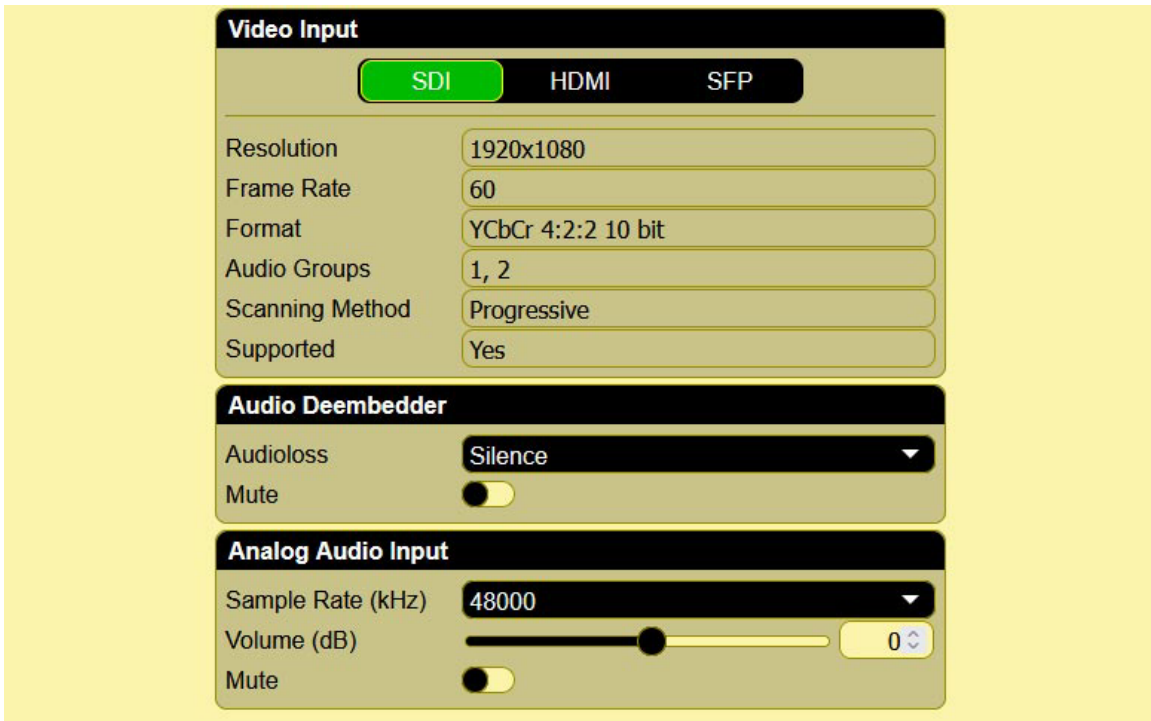 Video Input
SDI HDMI SFP
Resolution 1920x1080
Frame Rate 60
Format YCbCr 4:2:2 10 bit
Audio Groups 1, 2
Scanning Method Progressive
Supported Yes
Audio Deembedder
Audioloss Silence
Mute
Analog Audio Input
Sample Rate (kHz) 48000
Volume (dB) 0
Mute